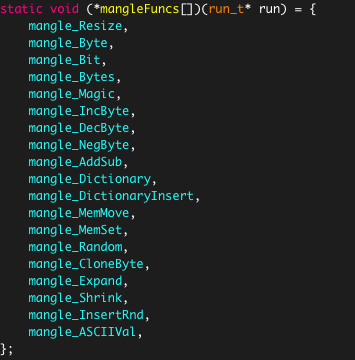 static void (*mangleFuncs[])(run_t* run) = {
    mangle_Resize,
    mangle_Byte,
    mangle_Bit,
    mangle_Bytes,
    mangle_Magic,
    mangle_IncByte,
    mangle_DecByte,
    mangle_NegByte,
    mangle_AddSub,
    mangle_Dictionary,
    mangle_DictionaryInsert,
    mangle_MemMove,
    mangle_MemSet,
    mangle_Random,
    mangle_CloneByte,
    mangle_Expand,
    mangle_Shrink,
    mangle_InsertRnd,
    mangle_ASCIIVal,
};